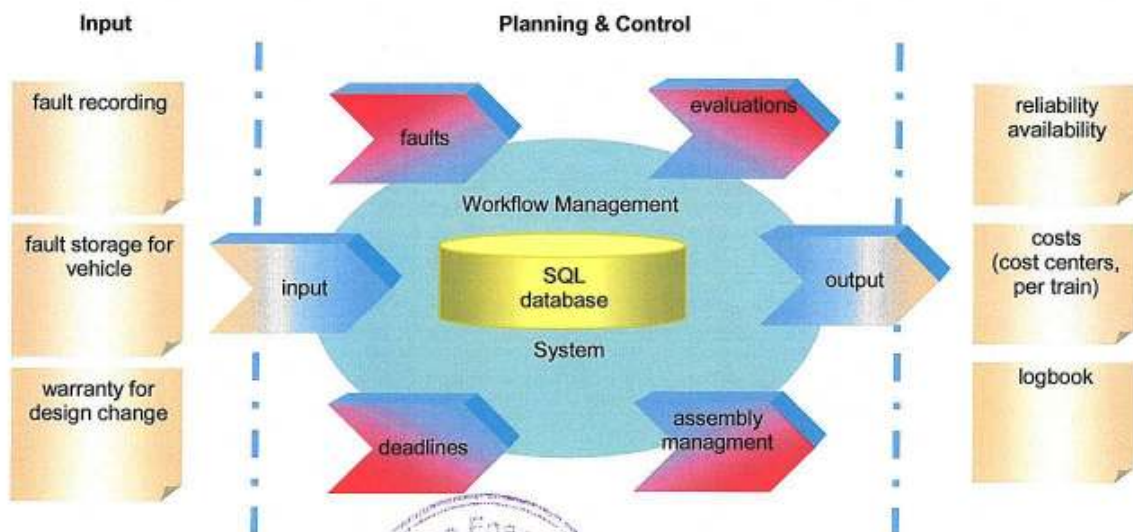 Input
Planning & Control
fault recording
fault storage for
vehicle
warranty for
design change
faults
evaluations
Workflow Management
input
SQL
database
output
System
deadlines
assembly
managment
reliability
availability
costs
(cost centers,
per train)
logbook